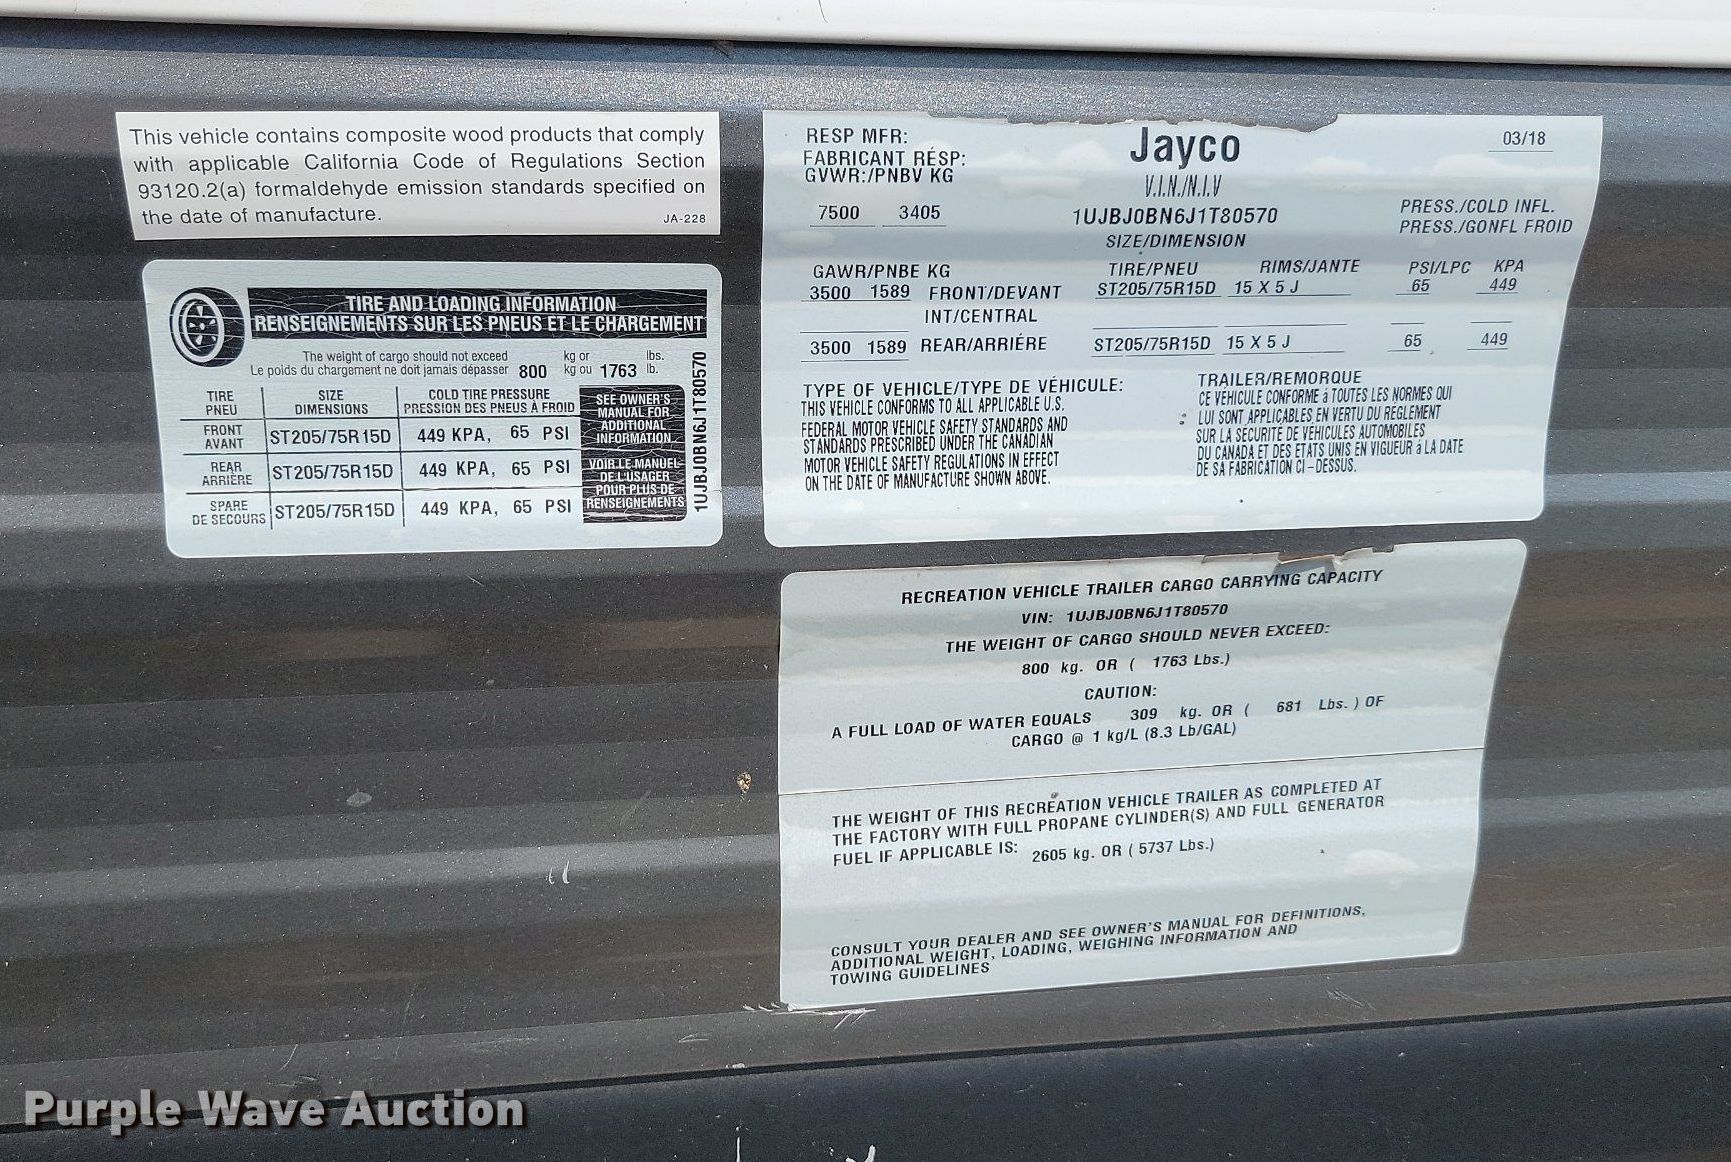 This vehicle contains composite wood products that comply
with applicable California Code of Regulations Section
93120.2(a) formaldehyde emission standards specified on
the date of manufacture.
JA-228
TIRE AND LOADING INFORMATION
RENSEIGNEMENTS SUR LES PNEUS ET LE CHARGEMENT
The weight of cargo should not exceed kg or lbs.
Le poids du chargement ne doit jamais dépasser 800 kg ou 1763 lb.
TIRE SIZE COLD TIRE PRESSURE
PNEU DIMENSIONS PRESSION DES PNEUS À FROID
FRONT
AVANT ST205/75R15D 449 KPA, 65 PSI
REAR
ARRIÈRE ST205/75R15D 449 KPA, 65 PSI
SPARE
DE SECOURS ST205/75R15D 449 KPA, 65 PSI
SEE OWNER'S
MANUAL FOR
ADDITIONAL
INFORMATION
VOIR LE MANUEL
DE L'USAGER
POUR PLUS DE
RENSEIGNEMENTS
1UJBJ0BN6J1T80570
RESP MFR: Jayco 03/18
FABRICANT RÉSP:
GVWR:/PNBV KG V.I.N./N.I.V
7500 3405 1UJBJ0BN6J1T80570 PRESS./COLD INFL.
SIZE/DIMENSION PRESS./GONFL FROID
GAWR/PNBE KG TIRE/PNEU RIMS/JANTE PSI/LPC KPA
3500 1589 FRONT/DEVANT ST205/75R15D 15 X 5 J 65 449
INT/CENTRAL
3500 1589 REAR/ARRIÉRE ST205/75R15D 15 X 5 J 65 449
TYPE OF VEHICLE/TYPE DE VÉHICULE: TRAILER/REMORQUE
THIS VEHICLE CONFORMS TO ALL APPLICABLE U.S.
FEDERAL MOTOR VEHICLE SAFETY STANDARDS AND
STANDARDS PRESCRIBED UNDER THE CANADIAN
MOTOR VEHICLE SAFETY REGULATIONS IN EFFECT
ON THE DATE OF MANUFACTURE SHOWN ABOVE.
CE VÉHICULE CONFORME à TOUTES LES NORMES QUI
: LUI SONT APPLICABLES EN VERTU DU RÉGLEMENT
SUR LA SÉCURITÉ DE VÉHICULES AUTOMOBILES
DU CANADA ET DES ÉTATS UNIS EN VIGUEUR à LA DATE
DE SA FABRICATION CI-DESSUS.
RECREATION VEHICLE TRAILER CARGO CARRYING CAPACITY
VIN: 1UJBJ0BN6J1T80570
THE WEIGHT OF CARGO SHOULD NEVER EXCEED:
800 kg. OR ( 1763 Lbs.)
CAUTION:
A FULL LOAD OF WATER EQUALS 309 kg. OR ( 681 Lbs. ) OF
CARGO @ 1 kg/L (8.3 Lb/GAL)
THE WEIGHT OF THIS RECREATION VEHICLE TRAILER AS COMPLETED AT
THE FACTORY WITH FULL PROPANE CYLINDER(S) AND FULL GENERATOR
FUEL IF APPLICABLE IS: 2605 kg. OR ( 5737 Lbs.)
CONSULT YOUR DEALER AND SEE OWNER'S MANUAL FOR DEFINITIONS,
ADDITIONAL WEIGHT, LOADING, WEIGHING INFORMATION AND
TOWING GUIDELINES
Purple Wave Auction